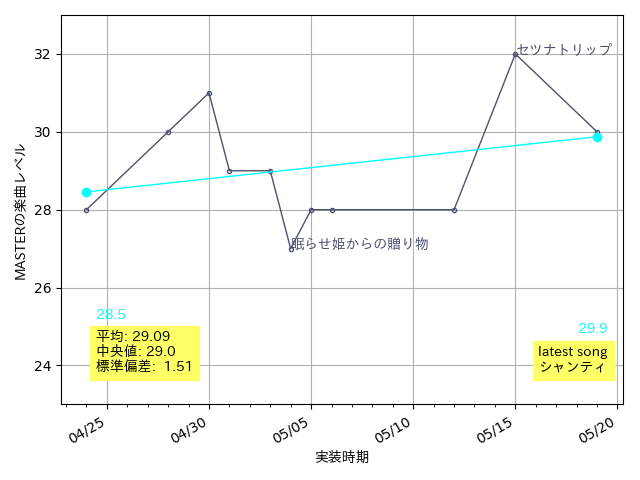 32
30
28
26
24
MASTERの楽曲レベル
セツナトリップ
眠らせ姫からの贈り物
28.5
平均: 29.09
中央値: 29.0
標準偏差: 1.51
29.9
latest song
シャンティ
04/25
04/30
05/05
05/10
05/15
05/20
実装時期